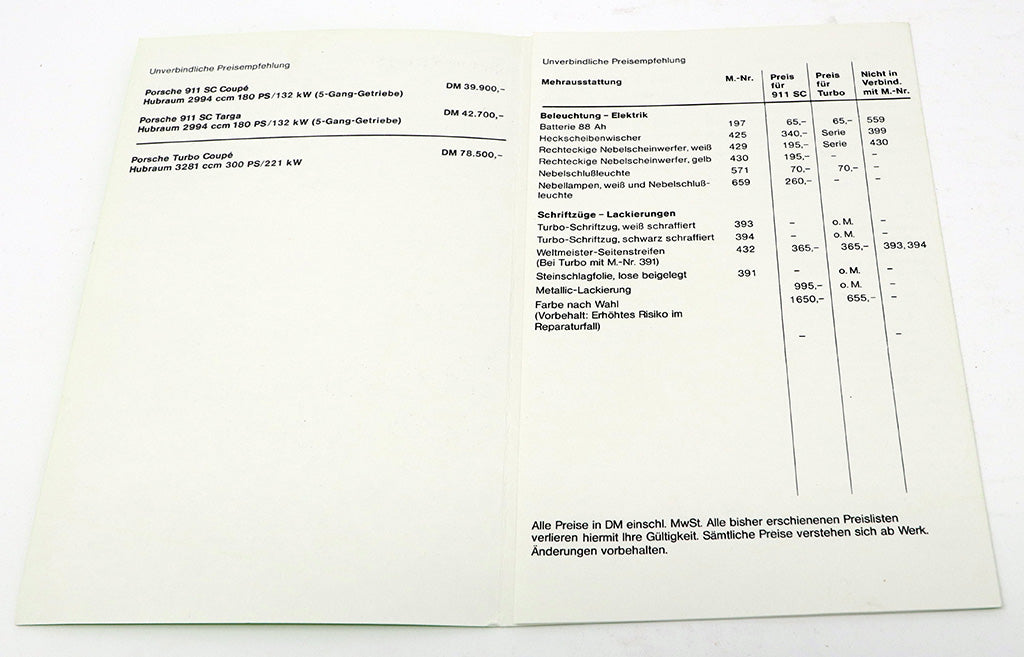 Unverbindliche Preisempfehlung
Porsche 911 SC Coupé DM 39.900,–
Hubraum 2994 ccm 180 PS/132 kW (5-Gang-Getriebe)
Porsche 911 SC Targa DM 42.700,–
Hubraum 2994 ccm 180 PS/132 kW (5-Gang-Getriebe)
Porsche Turbo Coupé DM 78.500,–
Hubraum 3281 ccm 300 PS/221 kW
Unverbindliche Preisempfehlung
Mehrausstattung M.-Nr. Preis für 911 SC Preis für Turbo Nicht in Verbind. mit M.-Nr.
Beleuchtung – Elektrik
Batterie 88 Ah 197 65,– 65,– 559
Heckscheibenwischer 425 340,– Serie 399
Rechteckige Nebelscheinwerfer, weiß 429 195,– Serie 430
Rechteckige Nebelscheinwerfer, gelb 430 195,– – –
Nebelschlußleuchte 571 70,– 70,– –
Nebellampen, weiß und Nebelschluß- 659 260,– – –
leuchte
Schriftzüge – Lackierungen
Turbo-Schriftzug, weiß schraffiert 393 – o. M. –
Turbo-Schriftzug, schwarz schraffiert 394 – o. M. –
Weltmeister-Seitenstreifen 432 365,– 365,– 393, 394
(Bei Turbo mit M.-Nr. 391)
Steinschlagfolie, lose beigelegt 391 – o. M. –
Metallic-Lackierung 995,– o. M. –
Farbe nach Wahl 1650,– 655,– –
(Vorbehalt: Erhöhtes Risiko im
Reparaturfall) – –
Alle Preise in DM einschl. MwSt. Alle bisher erschienenen Preislisten
verlieren hiermit Ihre Gültigkeit. Sämtliche Preise verstehen sich ab Werk.
Änderungen vorbehalten.